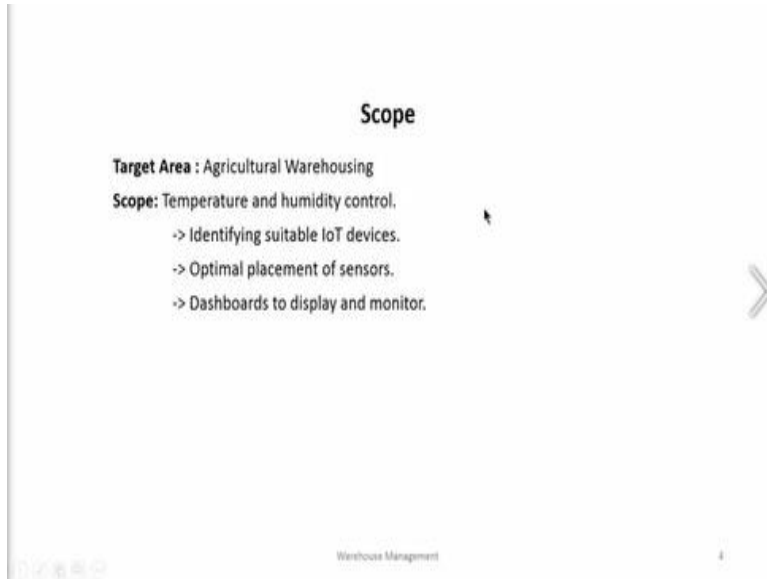 Scope
Target Area : Agricultural Warehousing
Scope: Temperature and humidity control.
-> Identifying suitable IoT devices.
-> Optimal placement of sensors.
-> Dashboards to display and monitor.
Warehouse Management
4